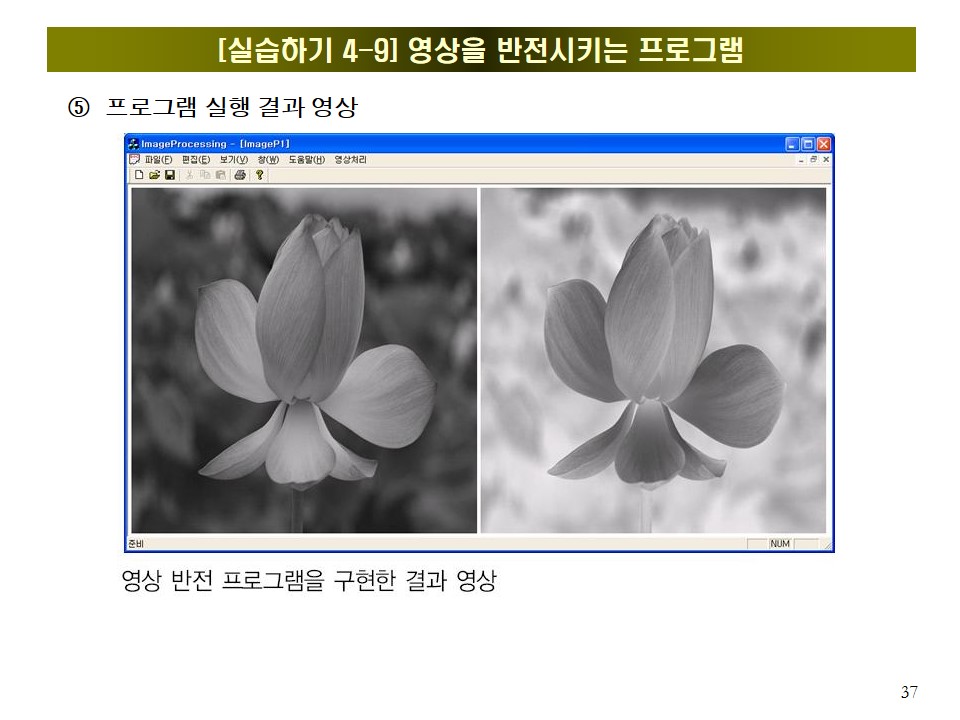 [실습하기 4-9] 영상을 반전시키는 프로그램
⑤ 프로그램 실행 결과 영상
ImageProcessing - [ImageP1]
파일(F) 편집(E) 보기(V) 창(W) 도움말(H) 영상처리
준비 NUM
영상 반전 프로그램을 구현한 결과 영상
37